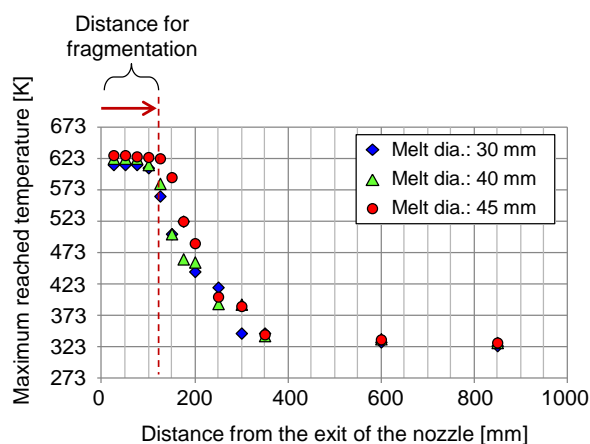 Distance for
fragmentation
Maximum reached temperature [K]
673
623
573
523
473
423
373
323
273
Melt dia.: 30 mm
Melt dia.: 40 mm
Melt dia.: 45 mm
0 200 400 600 800 1000
Distance from the exit of the nozzle [mm]